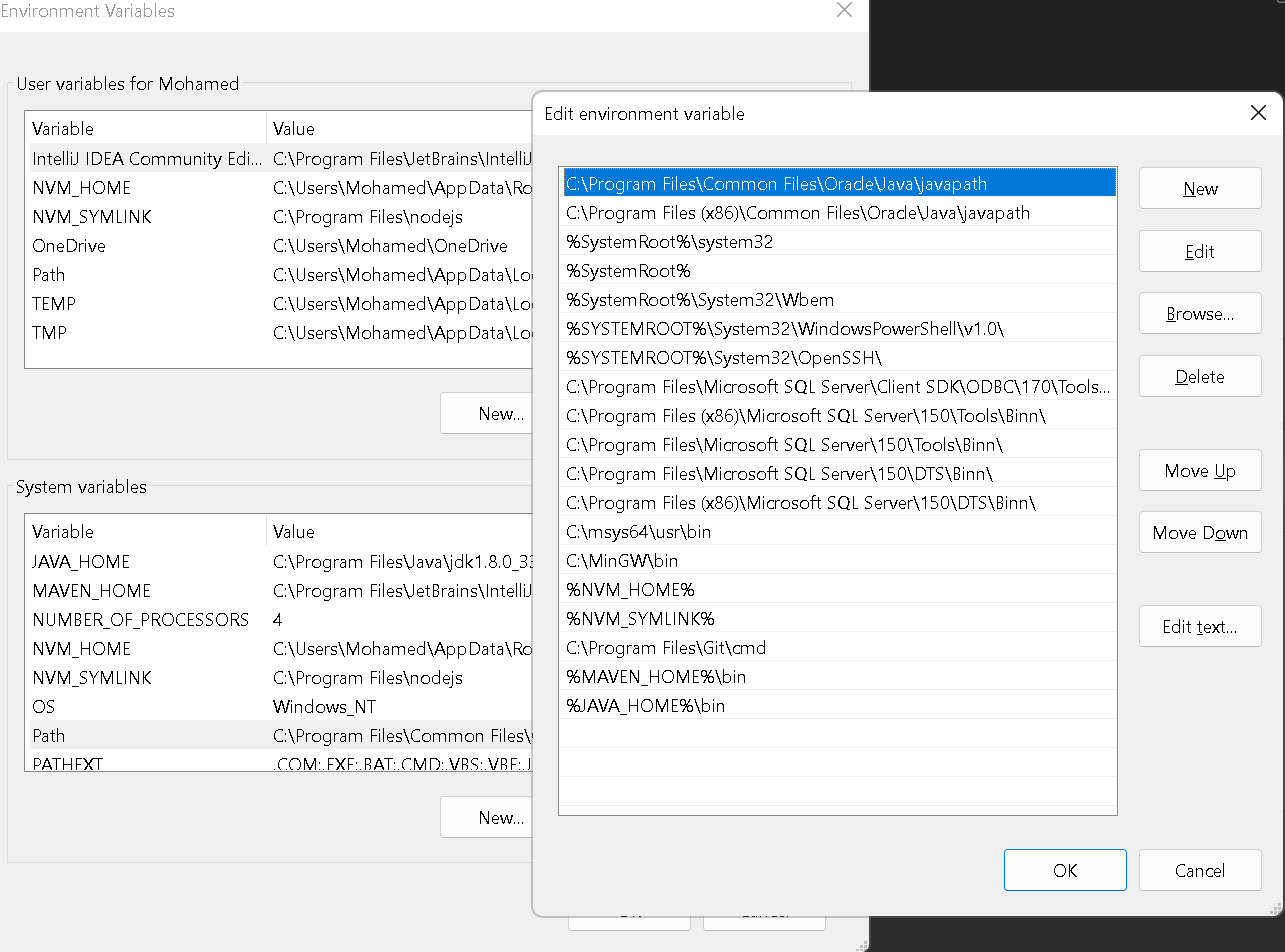 Environment Variables
User variables for Mohamed
Variable Value
IntelliJ IDEA Community Edi... C:\Program Files\JetBrains\IntelliJ
NVM_HOME C:\Users\Mohamed\AppData\Ro
NVM_SYMLINK C:\Program Files\nodejs
OneDrive C:\Users\Mohamed\OneDrive
Path C:\Users\Mohamed\AppData\Lo
TEMP C:\Users\Mohamed\AppData\Lo
TMP C:\Users\Mohamed\AppData\Lo
New...
System variables
Variable Value
JAVA_HOME C:\Program Files\Java\jdk1.8.0_33
MAVEN_HOME C:\Program Files\JetBrains\IntelliJ
NUMBER_OF_PROCESSORS 4
NVM_HOME C:\Users\Mohamed\AppData\Ro
NVM_SYMLINK C:\Program Files\nodejs
OS Windows_NT
Path C:\Program Files\Common Files\
PATHEXT .COM;.EXE;.BAT;.CMD;.VBS;.VBE;.J
New...
Edit environment variable
C:\Program Files\Common Files\Oracle\Java\javapath
C:\Program Files (x86)\Common Files\Oracle\Java\javapath
%SystemRoot%\system32
%SystemRoot%
%SystemRoot%\System32\Wbem
%SYSTEMROOT%\System32\WindowsPowerShell\v1.0\
%SYSTEMROOT%\System32\OpenSSH\
C:\Program Files\Microsoft SQL Server\Client SDK\ODBC\170\Tools...
C:\Program Files (x86)\Microsoft SQL Server\150\Tools\Binn\
C:\Program Files\Microsoft SQL Server\150\Tools\Binn\
C:\Program Files\Microsoft SQL Server\150\DTS\Binn\
C:\Program Files (x86)\Microsoft SQL Server\150\DTS\Binn\
C:\msys64\usr\bin
C:\MinGW\bin
%NVM_HOME%
%NVM_SYMLINK%
C:\Program Files\Git\cmd
%MAVEN_HOME%\bin
%JAVA_HOME%\bin
New
Edit
Browse...
Delete
Move Up
Move Down
Edit text...
OK
Cancel